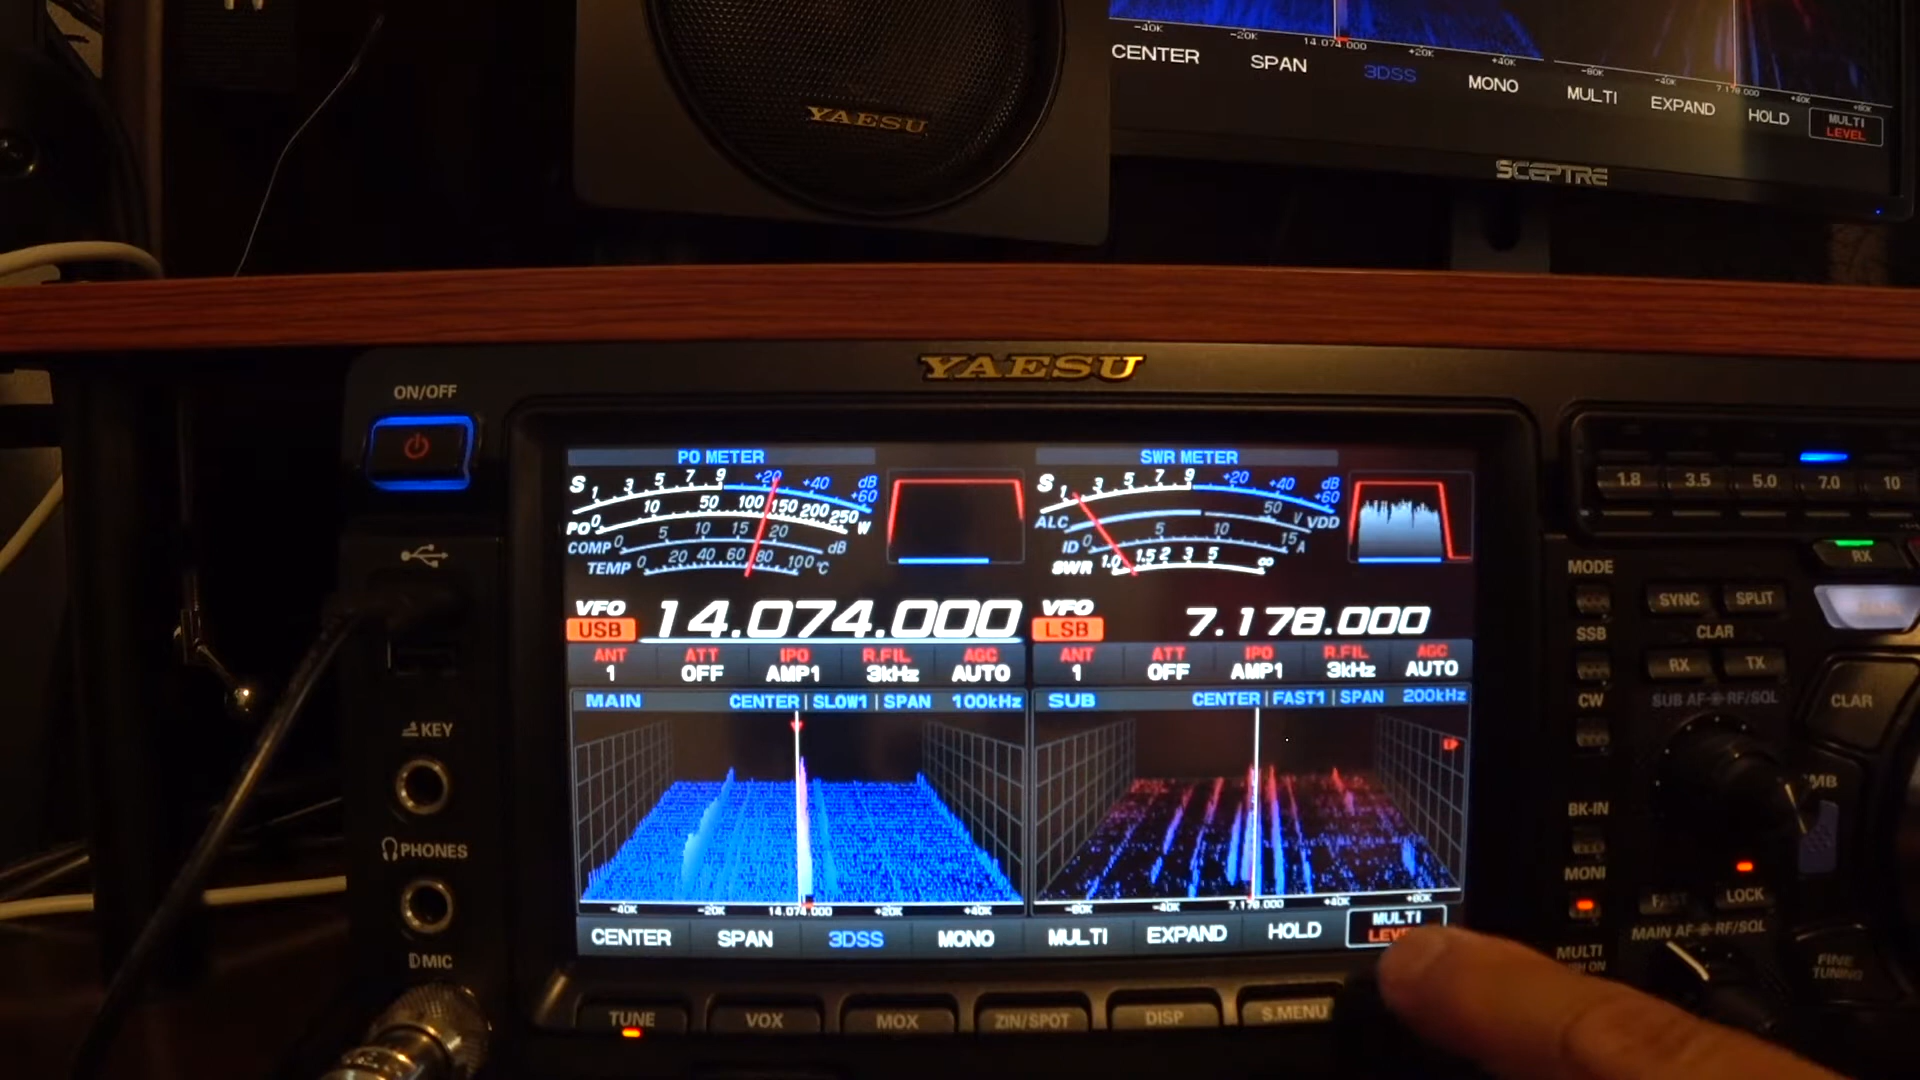 YAESU
-40K -20K 14.074.000 +20K +40K
-80K -40K 7.178.000 +40K +80K
CENTER SPAN 3DSS MONO MULTI EXPAND HOLD MULTI
LEVEL
SCEPTRE
YAESU
ON/OFF
PO METER
S 1 3 5 7 9 +20 +40 +60 dB
PO 0 10 50 100 150 200 250 W
COMP 0 5 10 15 20 dB
TEMP 0 20 40 60 80 100 °C
SWR METER
S 1 3 5 7 9 +20 +40 +60 dB
ALC 50 V VDD
ID 0 5 10 15 A
SWR 1.0 1.5 2 3 5 ∞
VFO
USB 14.074.000
VFO
LSB 7.178.000
ANT ATT IPO R.FIL AGC
1 OFF AMP1 3kHz AUTO
ANT ATT IPO R.FIL AGC
1 OFF AMP1 3kHz AUTO
MAIN CENTER | SLOW1 | SPAN 100kHz
SUB CENTER | FAST1 | SPAN 200kHz
-40K -20K 14.074.000 +20K +40K
-80K -40K 7.178.000 +40K +80K
CENTER SPAN 3DSS MONO MULTI EXPAND HOLD MULTI
KEY
PHONES
MIC
TUNE VOX MOX ZIN/SPOT DISP S.MENU
1.8 3.5 5.0 7.0 10
RX
MODE
SYNC SPLIT
SSB
CLAR
RX TX
CW
SUB AF RF/SQL
CLAR
BK-IN
MONI
FAST LOCK
MAIN AF RF/SQL
MULTI
FINE
TUNING